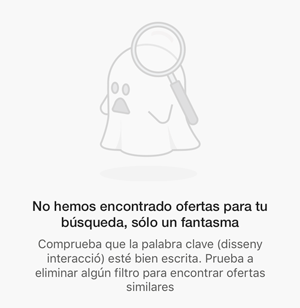 No hemos encontrado ofertas para tu
búsqueda, sólo un fantasma
Comprueba que la palabra clave (disseny
interacció) esté bien escrita. Prueba a
eliminar algún filtro para encontrar ofertas
similares